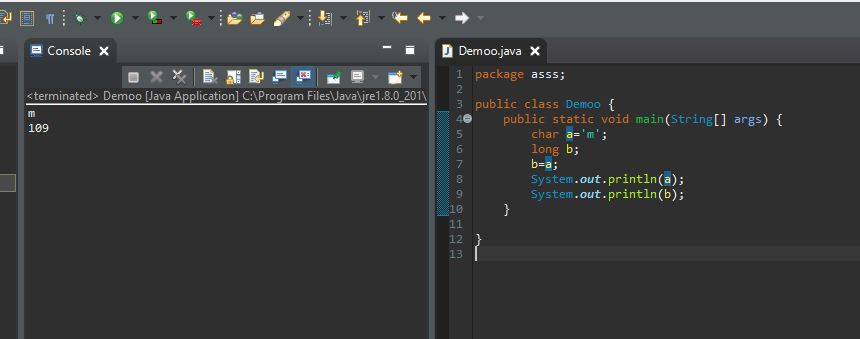 Console
<terminated> Demoo [Java Application] C:\Program Files\Java\jre1.8.0_201\
m
109
Demoo.java
1 package asss;
2
3 public class Demoo {
4 public static void main(String[] args) {
5 char a='m';
6 long b;
7 b=a;
8 System.out.println(a);
9 System.out.println(b);
10 }
11
12 }
13